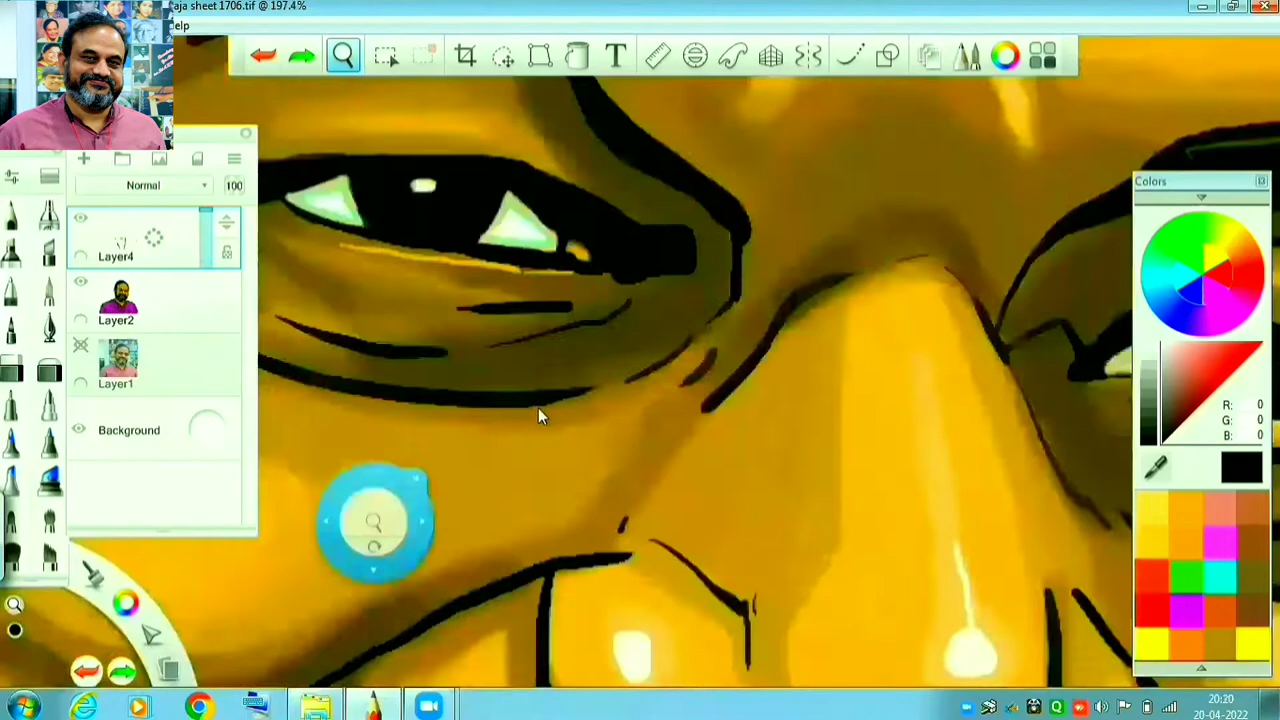 aja sheet 1706.tif @ 197.4%
elp
T
Normal
100
Layer4
Layer2
Layer1
Background
Colors
R: 0
G: 0
B: 0
20:20
20-04-2022